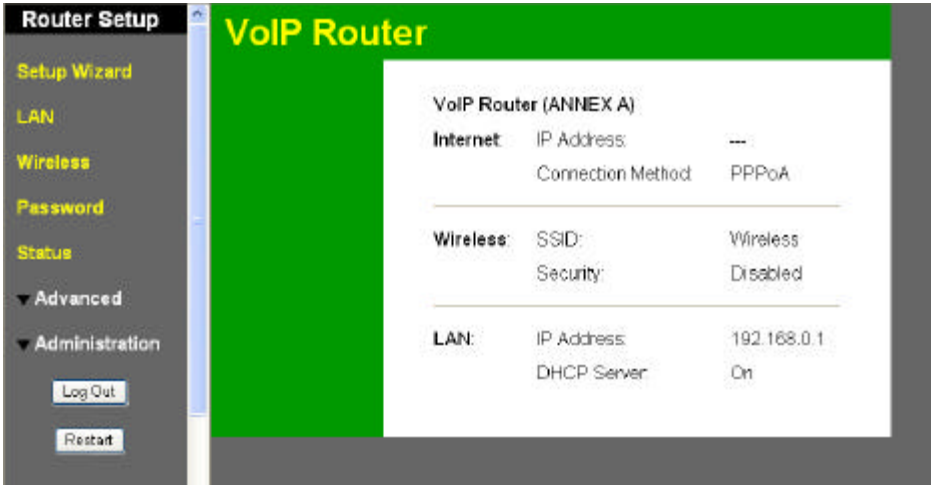 Router Setup
Setup Wizard
LAN
Wireless
Password
Status
Advanced
Administration
Log Out
Restart
VoIP Router
VoIP Router (ANNEX A)
Internet: IP Address: ---
Connection Method: PPPoA
Wireless: SSID: Wireless
Security: Disabled
LAN: IP Address: 192.168.0.1
DHCP Server: On